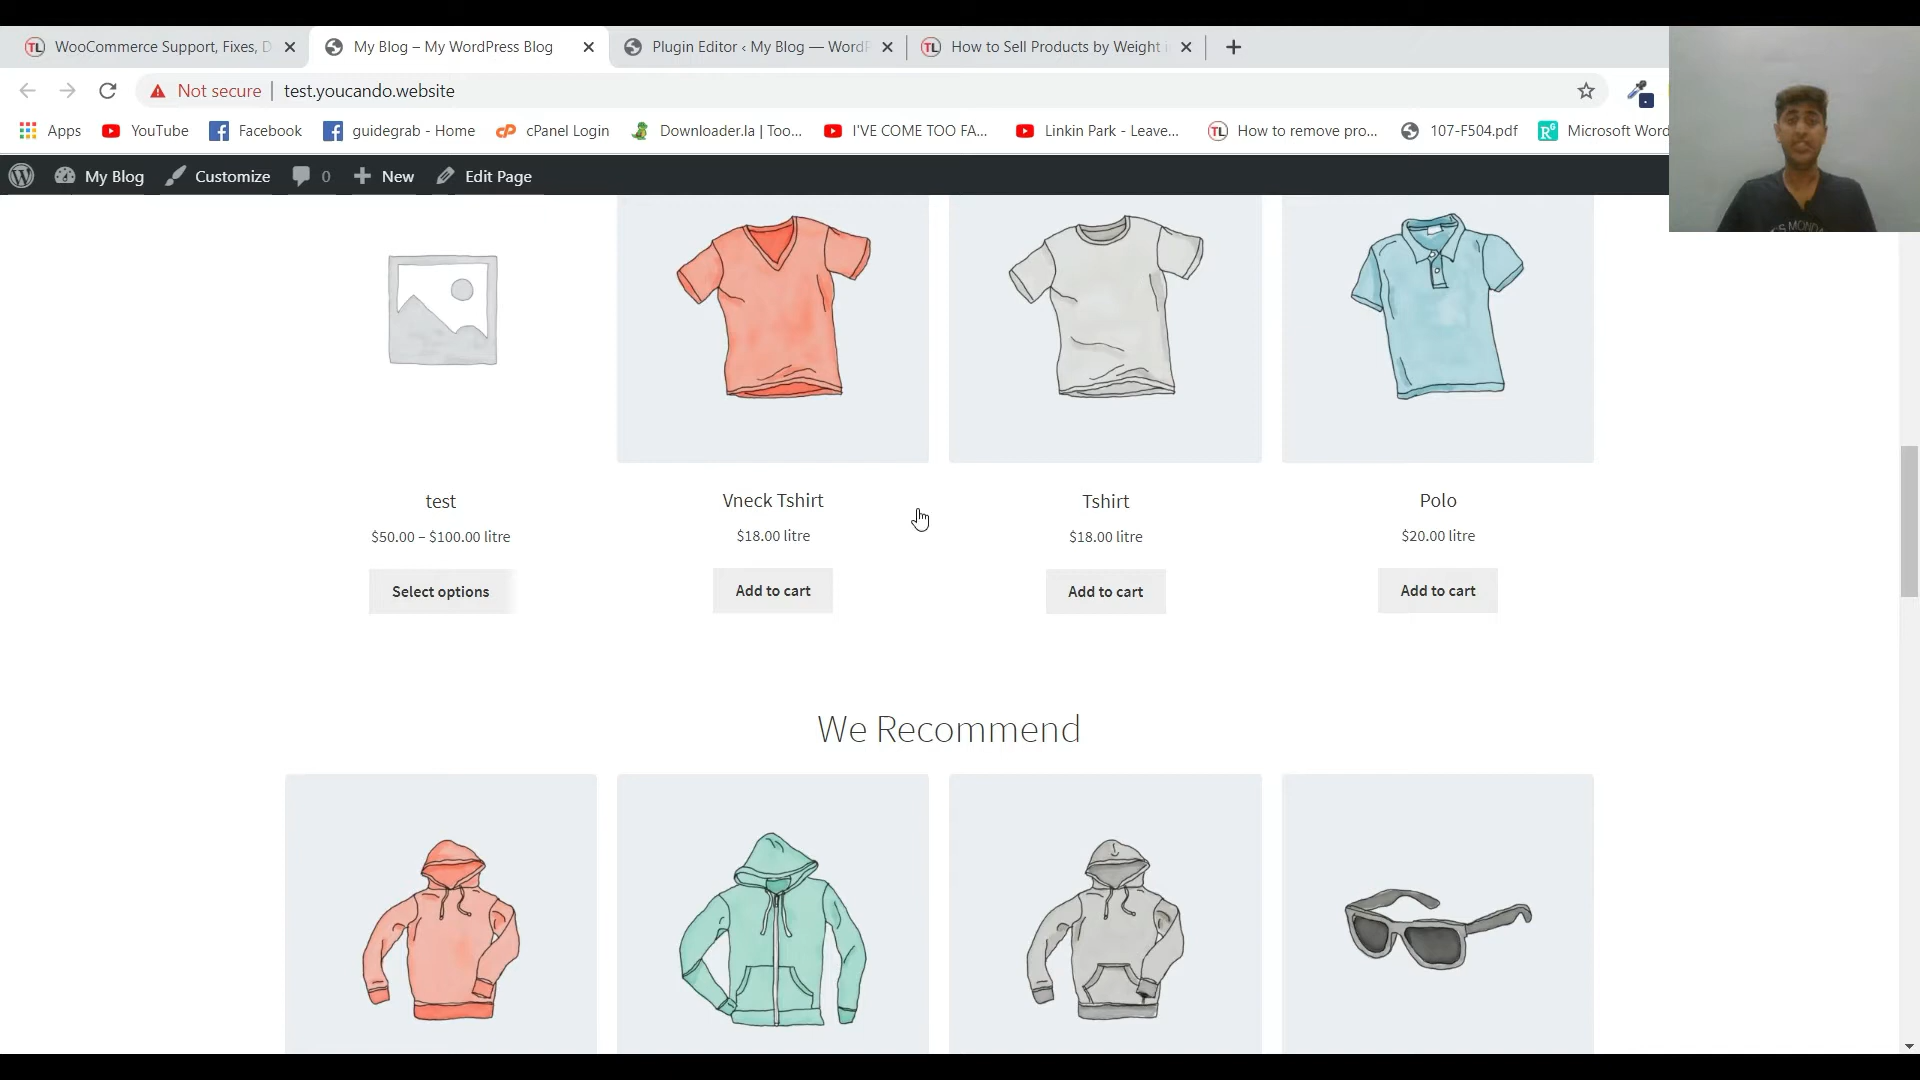 WooCommerce Support, Fixes, D
My Blog – My WordPress Blog
Plugin Editor ‹ My Blog — WordP
How to Sell Products by Weight i
Not secure
test.youcando.website
Apps
YouTube
Facebook
guidegrab - Home
cPanel Login
Downloader.la | Too...
I'VE COME TOO FA...
Linkin Park - Leave...
How to remove pro...
107-F504.pdf
Microsoft Word
My Blog
Customize
0
New
Edit Page
test
Vneck Tshirt
Tshirt
Polo
$50.00 – $100.00 litre
$18.00 litre
$18.00 litre
$20.00 litre
Select options
Add to cart
Add to cart
Add to cart
We Recommend